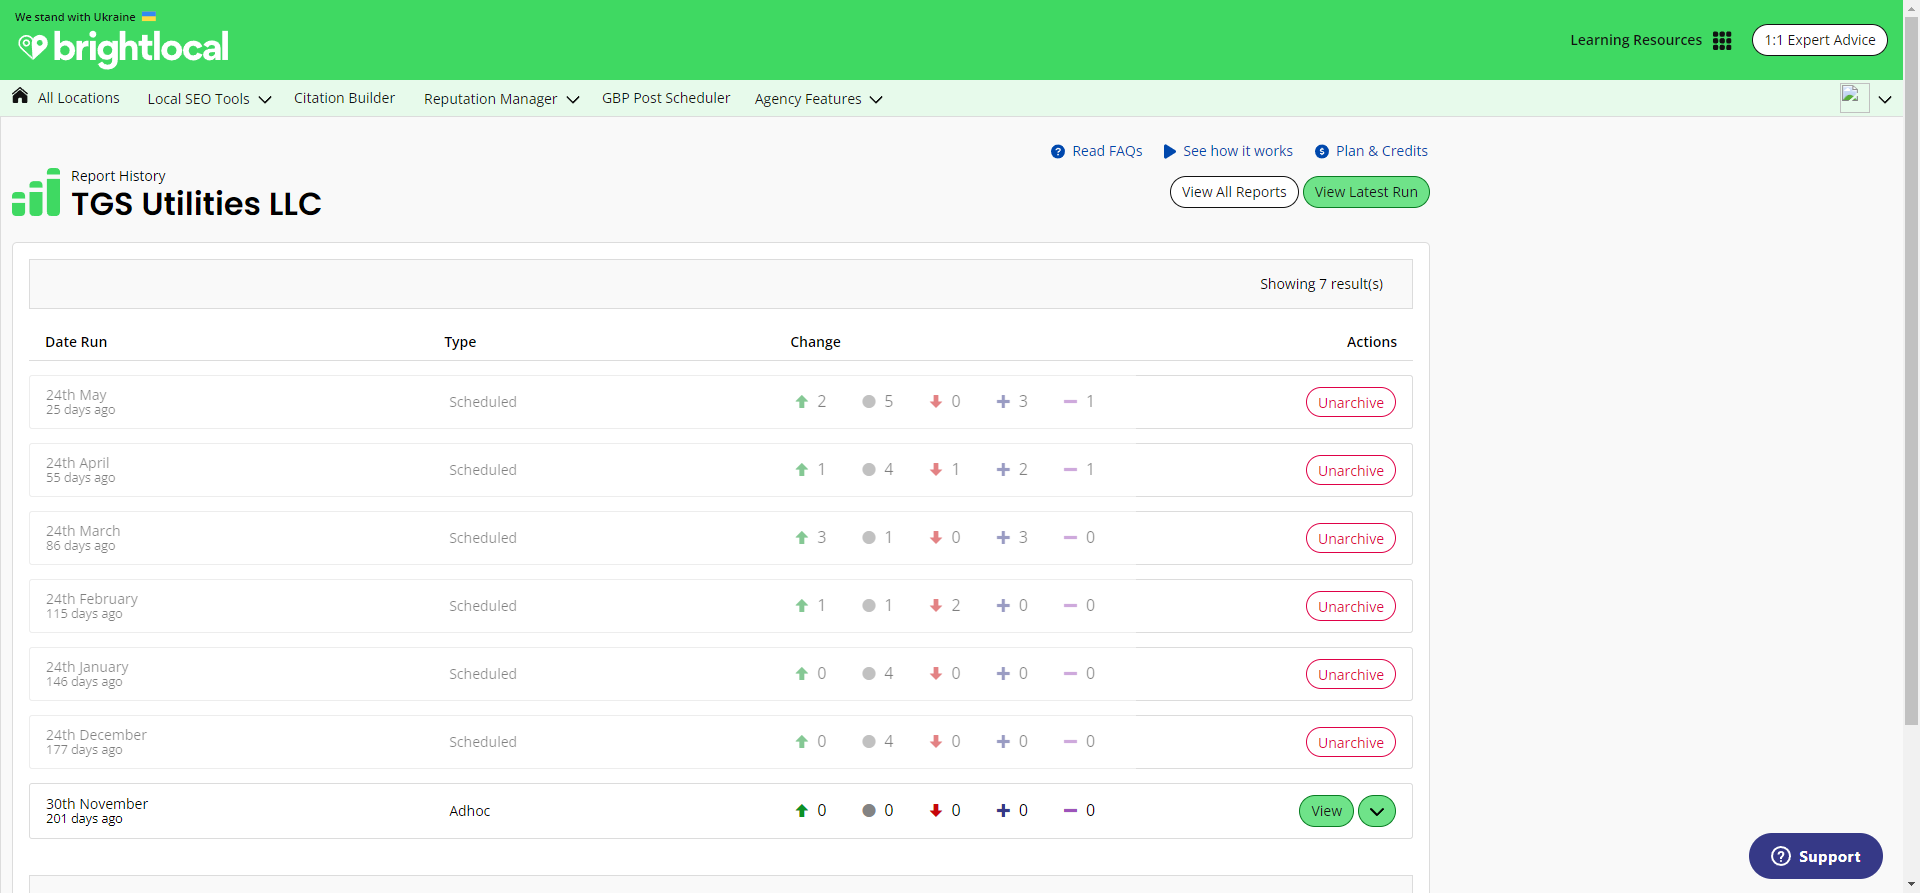 We stand with Ukraine
brightlocal
Learning Resources
1:1 Expert Advice
All Locations
Local SEO Tools
Citation Builder
Reputation Manager
GBP Post Scheduler
Agency Features
Read FAQs
See how it works
Plan & Credits
Report History
TGS Utilities LLC
View All Reports
View Latest Run
Showing 7 result(s)
Date Run Type Change Actions
24th May
25 days ago
Scheduled 2 5 0 3 1 Unarchive
24th April
55 days ago
Scheduled 1 4 1 2 1 Unarchive
24th March
86 days ago
Scheduled 3 1 0 3 0 Unarchive
24th February
115 days ago
Scheduled 1 1 2 0 0 Unarchive
24th January
146 days ago
Scheduled 0 4 0 0 0 Unarchive
24th December
177 days ago
Scheduled 0 4 0 0 0 Unarchive
30th November
201 days ago
Adhoc 0 0 0 0 0 View
Support